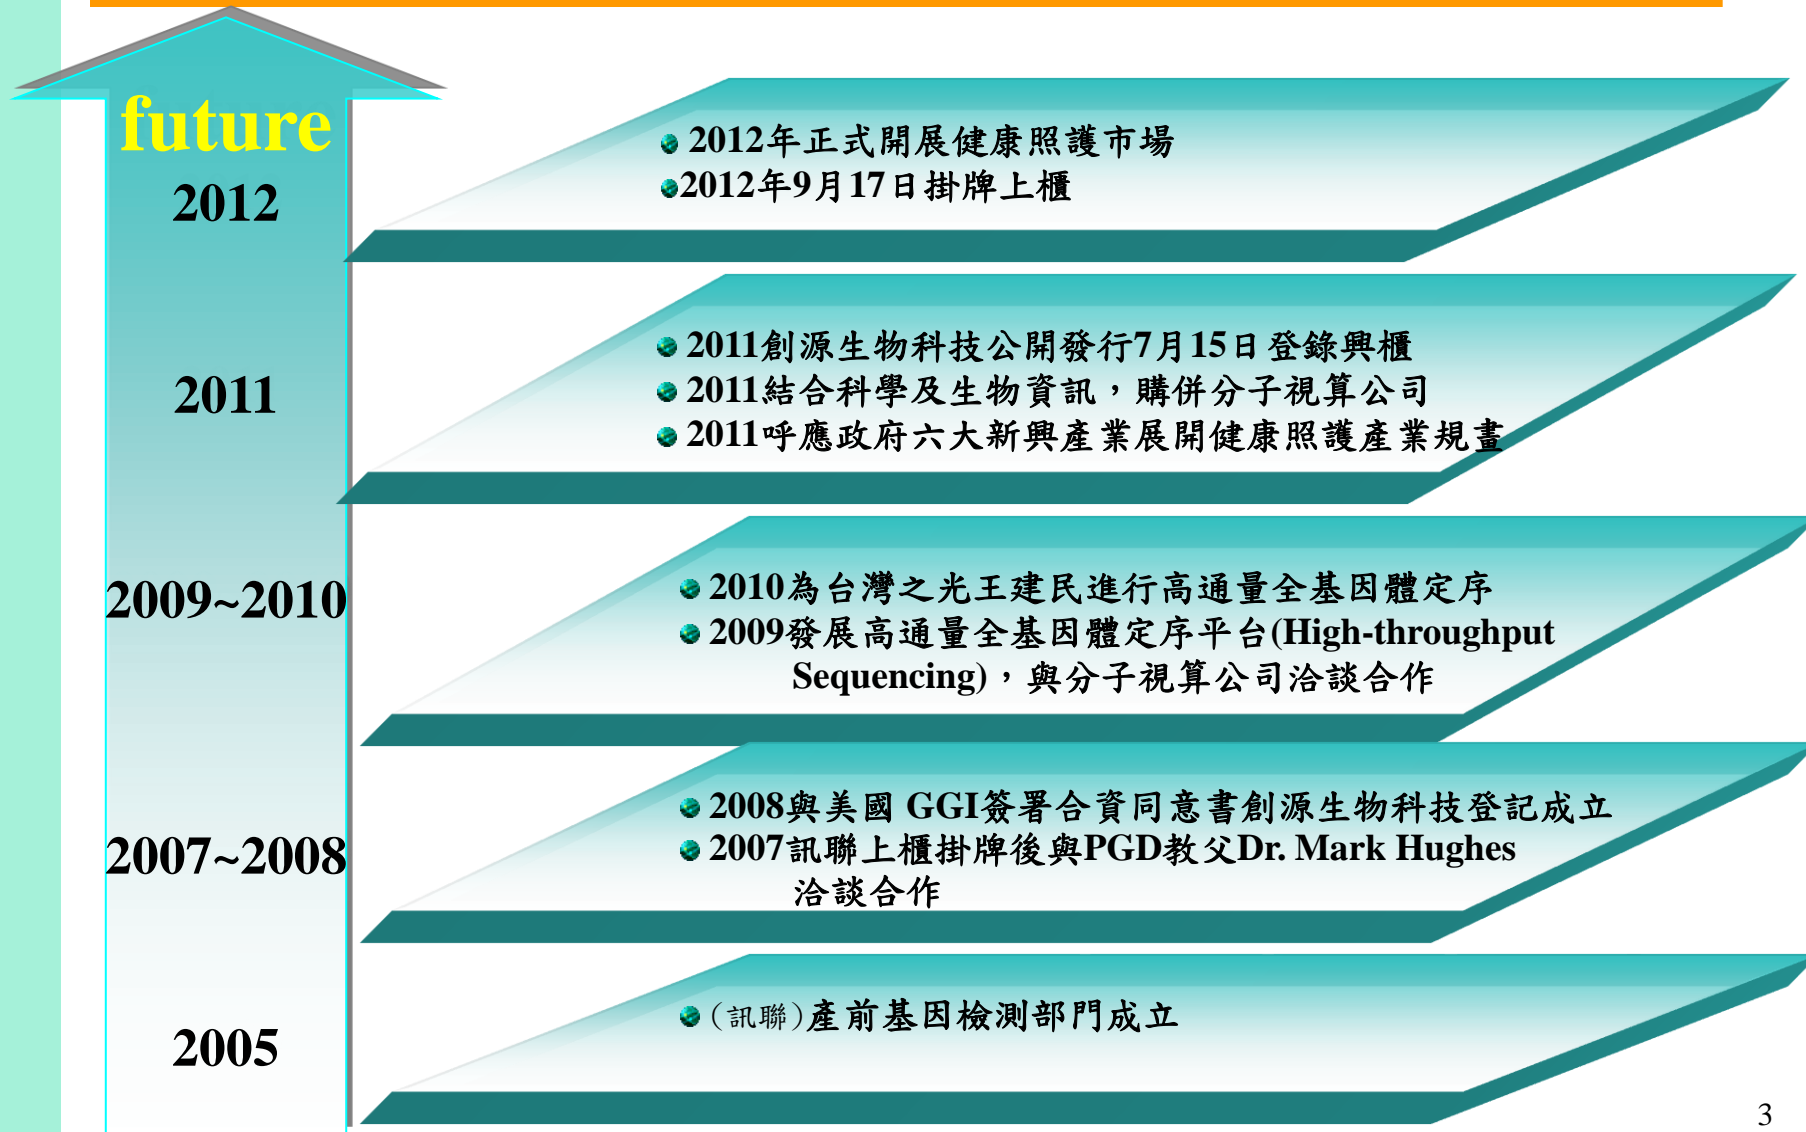 future
2012
2012年正式開展健康照護市場
2012年9月17日掛牌上櫃
2011
2011創源生物科技公開發行7月15日登錄興櫃
2011結合科學及生物資訊，購併分子視算公司
2011呼應政府六大新興產業展開健康照護產業規畫
2009~2010
2010為台灣之光王建民進行高通量全基因體定序
2009發展高通量全基因體定序平台(High-throughput
Sequencing)，與分子視算公司洽談合作
2007~2008
2008與美國 GGI簽署合資同意書創源生物科技登記成立
2007訊聯上櫃掛牌後與PGD教父Dr. Mark Hughes
洽談合作
2005
(訊聯)產前基因檢測部門成立
3